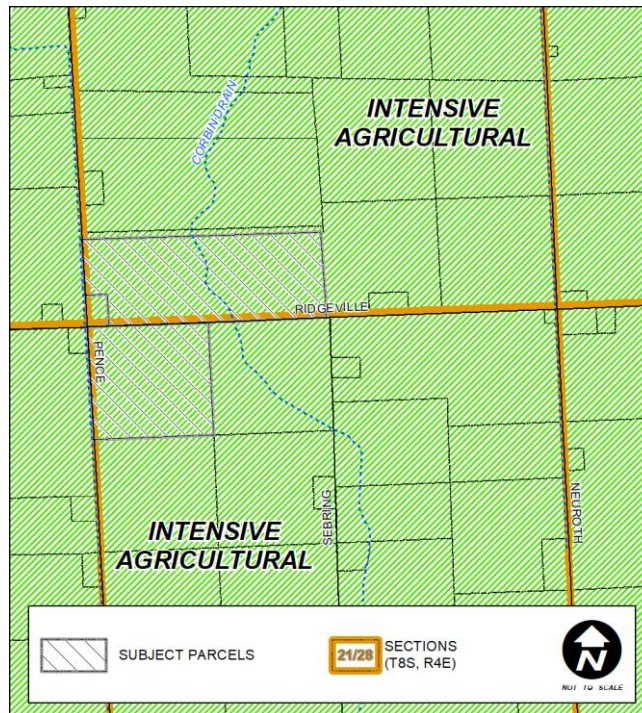 CORBIN DRAIN
INTENSIVE
AGRICULTURAL
RIDGEVILLE
PENCE
SEBRING
NEUROTH
INTENSIVE
AGRICULTURAL
SUBJECT PARCELS
21/28
SECTIONS
(T8S, R4E)
N
NOT TO SCALE